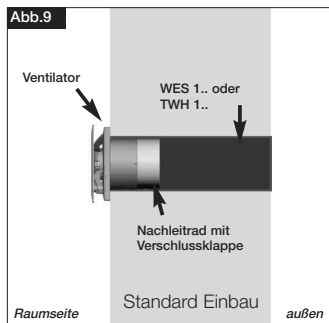 Abb.9
Ventilator
WES 1.. oder
TWH 1..
Nachleitrad mit
Verschlussklappe
Standard Einbau
Raumseite
außen